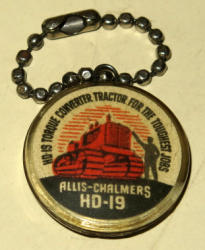 HD-19 TORQUE CONVERTER TRACTOR FOR THE TOUGHEST JOBS
ALLIS-CHALMERS
HD-19